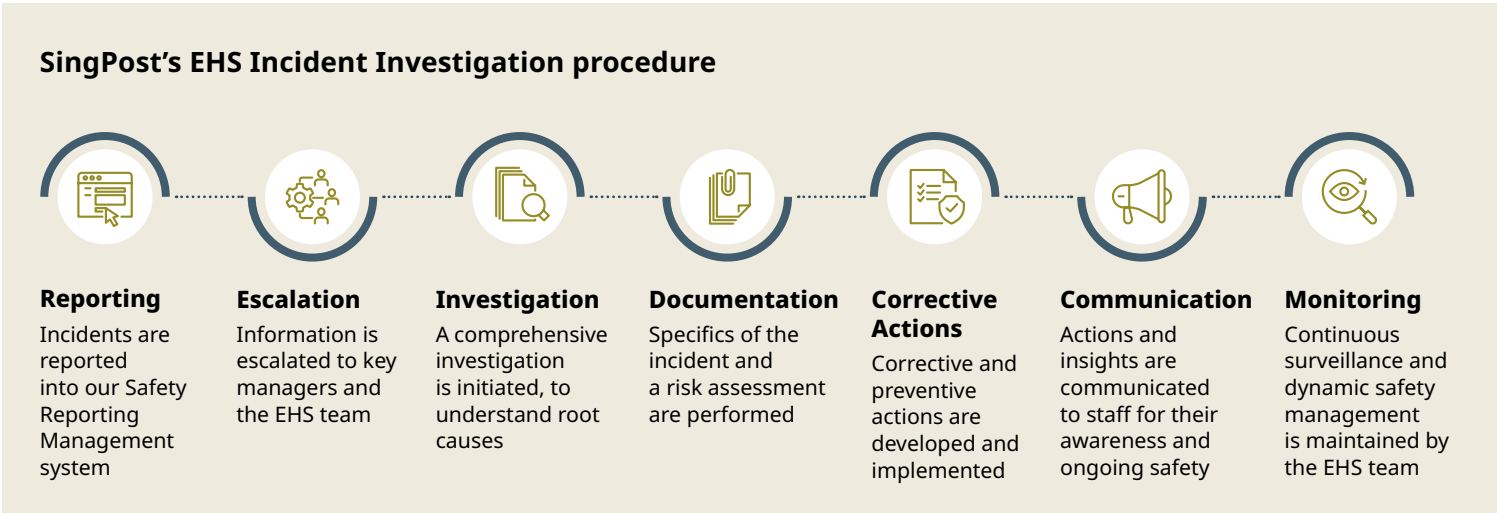 SingPost’s EHS Incident Investigation procedure
Reporting
Incidents are
reported
into our Safety
Reporting
Management
system
Escalation
Information is
escalated to key
managers and
the EHS team
Investigation
A comprehensive
investigation
is initiated, to
understand root
causes
Documentation
Specifics of the
incident and
a risk assessment
are performed
Corrective
Actions
Corrective and
preventive
actions are
developed and
implemented
Communication
Actions and
insights are
communicated
to staff for their
awareness and
ongoing safety
Monitoring
Continuous
surveillance and
dynamic safety
management
is maintained by
the EHS team